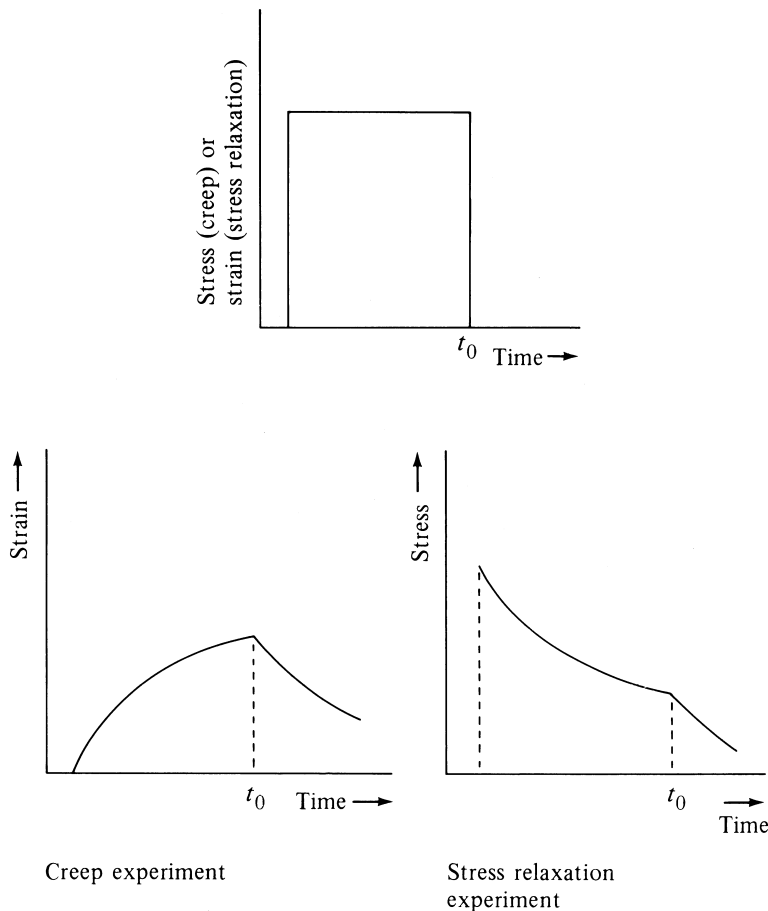 Stress (creep) or
strain (stress relaxation)
t0 Time
Strain
t0 Time
Creep experiment
Stress
t0
Time
Stress relaxation
experiment